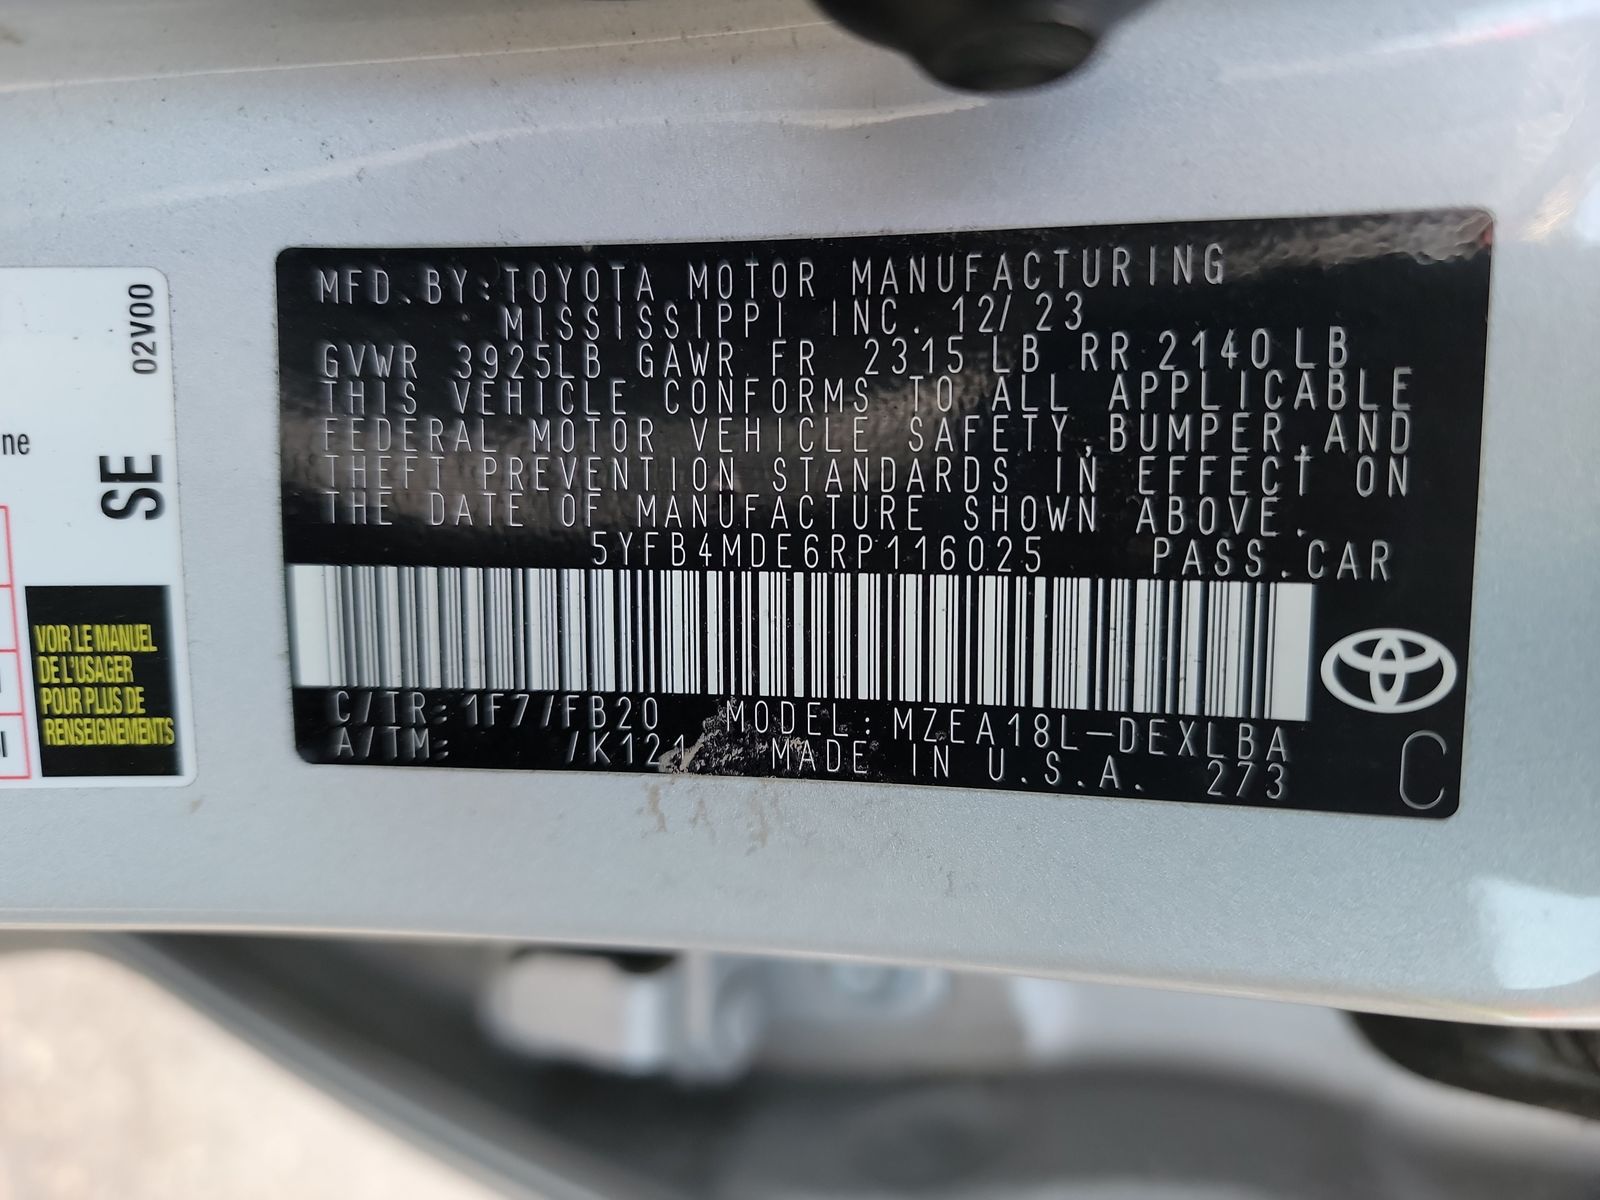 MFD. BY: TOYOTA MOTOR MANUFACTURING
MISSISSIPPI INC. 12/23
GVWR 3925LB GAWR FR 2315 LB RR 2140 LB
THIS VEHICLE CONFORMS TO ALL APPLICABLE
FEDERAL MOTOR VEHICLE SAFETY, BUMPER, AND
THEFT PREVENTION STANDARDS IN EFFECT ON
THE DATE OF MANUFACTURE SHOWN ABOVE.
5YFB4MDE6RP116025 PASS. CAR
C/TR: 1F7/FB20 MODEL: MZEA18L-DEXLBA
A/TM: /K121 MADE IN U.S.A. 273
C
02V00
SE
ne
VOIR LE MANUEL
DE L'USAGER
POUR PLUS DE
RENSEIGNEMENTS